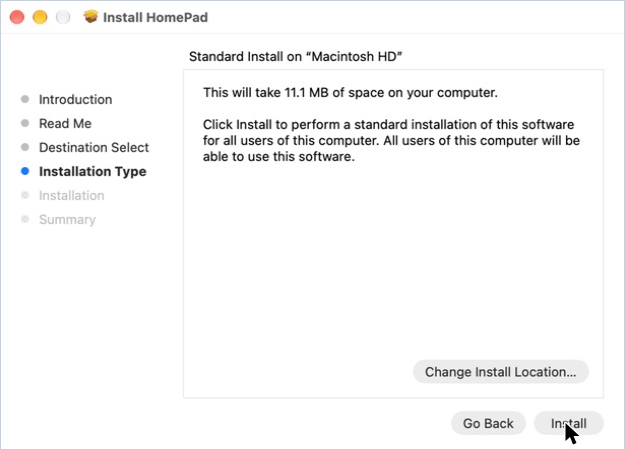 Install HomePad
Standard Install on “Macintosh HD”
Introduction
Read Me
Destination Select
Installation Type
Installation
Summary
This will take 11.1 MB of space on your computer.
Click Install to perform a standard installation of this software
for all users of this computer. All users of this computer will be
able to use this software.
Change Install Location...
Go Back
Install